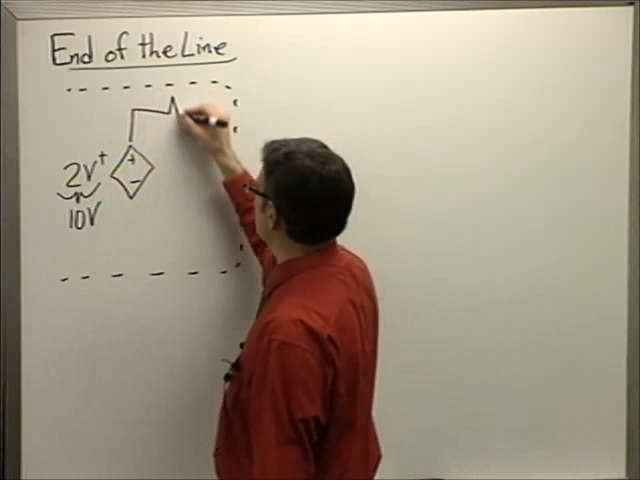 End of the Line
2V⁺
+
-
10V